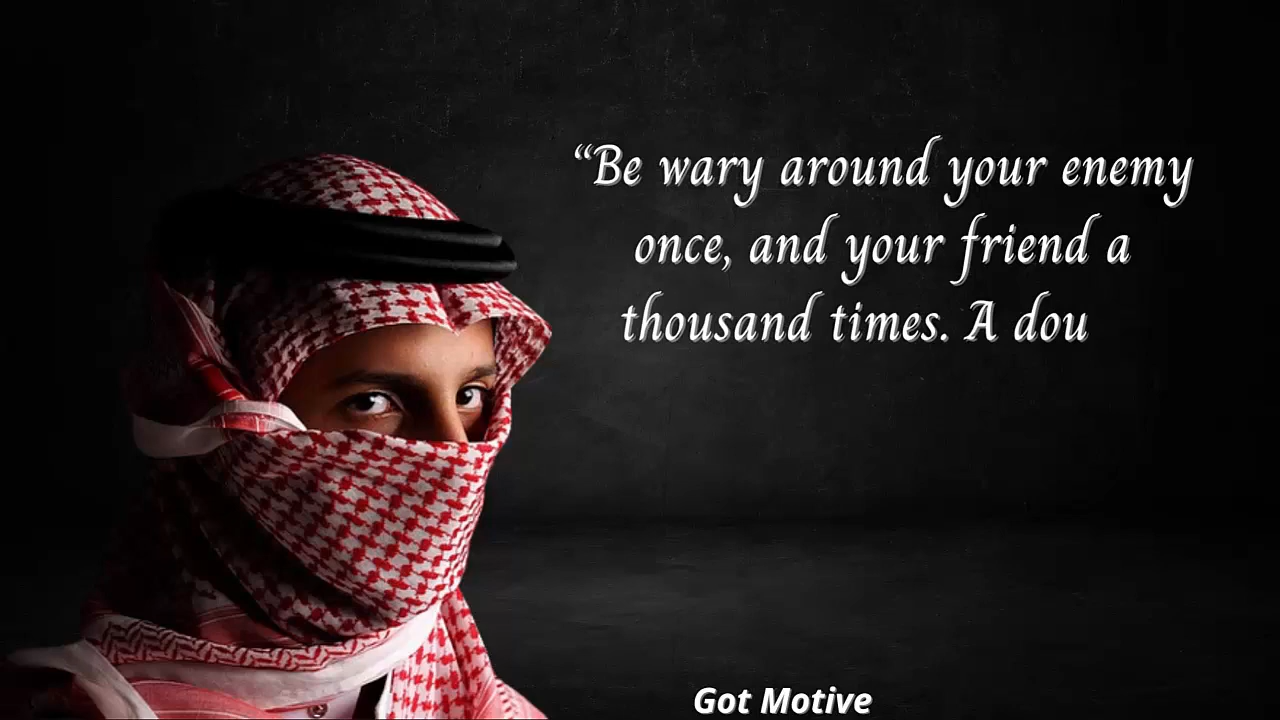 “Be wary around your enemy
once, and your friend a
thousand times. A dou
Got Motive